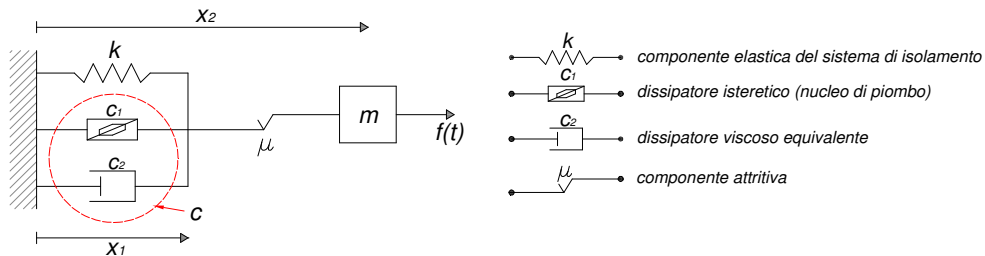 x2
k
c1
c2
c
x1
μ
m
f(t)
k
componente elastica del sistema di isolamento
c1
dissipatore isteretico (nucleo di piombo)
c2
dissipatore viscoso equivalente
μ
componente attritiva